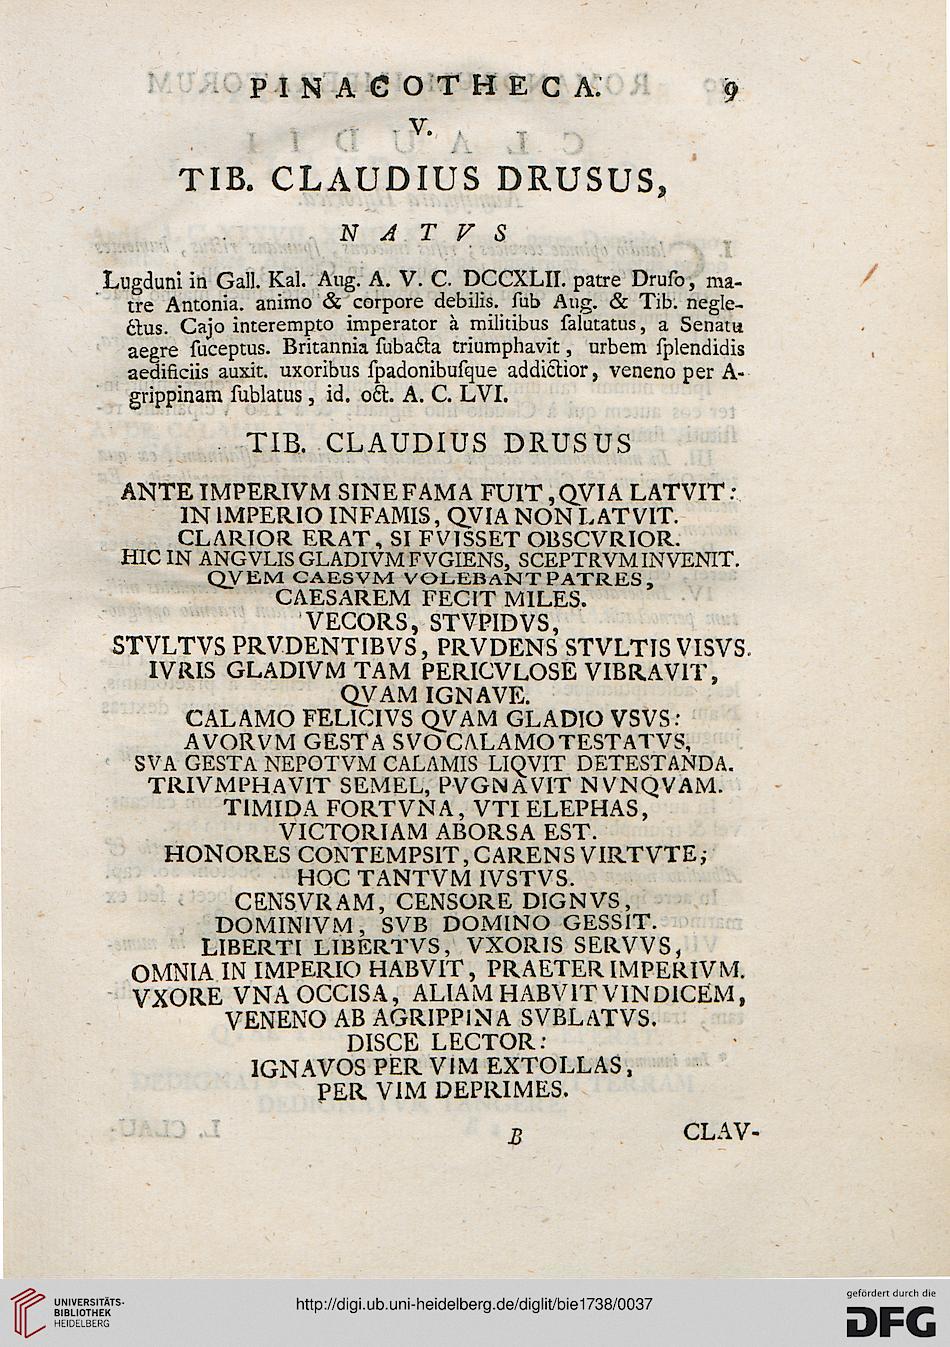 PINACOTHECA. 9
V.
TIB. CLAUDIUS DRUSUS,
NATVS
Lugduni in Gall. Kal. Aug. A. V. C. DCCXLII. patre Druſo, ma-
tre Antonia. animo & corpore debilis. ſub Aug. & Tib. negle-
ctus. Cajo interempto imperator à militibus ſalutatus, a Senatu
aegre ſuceptus. Britannia ſubacta triumphavit, urbem ſplendidis
aedificiis auxit. uxoribus ſpadonibuſque addictior, veneno per A-
grippinam ſublatus, id. oct. A. C. LVI.
TIB. CLAUDIUS DRUSUS
ANTE IMPERIVM SINE FAMA FUIT, QVIA LATVIT:
IN IMPERIO INFAMIS, QVIA NON LATVIT.
CLARIOR ERAT, SI FVISSET OBSCVRIOR.
HIC IN ANGVLIS GLADIVM FVGIENS, SCEPTRVM INVENIT.
QVEM CAESVM VOLEBANT PATRES,
CAESAREM FECIT MILES.
VECORS, STVPIDVS,
STVLTVS PRVDENTIBVS, PRVDENS STVLTIS VISVS.
IVRIS GLADIVM TAM PERICVLOSE VIBRAVIT,
QVAM IGNAVE.
CALAMO FELICIVS QVAM GLADIO VSVS:
AVORVM GESTA SVO CALAMO TESTATVS,
SVA GESTA NEPOTVM CALAMIS LIQVIT DETESTANDA.
TRIVMPHAVIT SEMEL, PVGNAVIT NVNQVAM.
TIMIDA FORTVNA, VTI ELEPHAS,
VICTORIAM ABORSA EST.
HONORES CONTEMPSIT, CARENS VIRTVTE;
HOC TANTVM IVSTVS.
CENSVRAM, CENSORE DIGNVS,
DOMINIVM, SVB DOMINO GESSIT.
LIBERTI LIBERTVS, VXORIS SERVVS,
OMNIA IN IMPERIO HABVIT, PRAETER IMPERIVM.
VXORE VNA OCCISA, ALIAM HABVIT VINDICEM,
VENENO AB AGRIPPINA SVBLATVS.
DISCE LECTOR:
IGNAVOS PER VIM EXTOLLAS,
PER VIM DEPRIMES.
B CLAV-
UNIVERSITÄTS-
BIBLIOTHEK
HEIDELBERG
http://digi.ub.uni-heidelberg.de/diglit/bie1738/0037
gefördert durch die
DFG